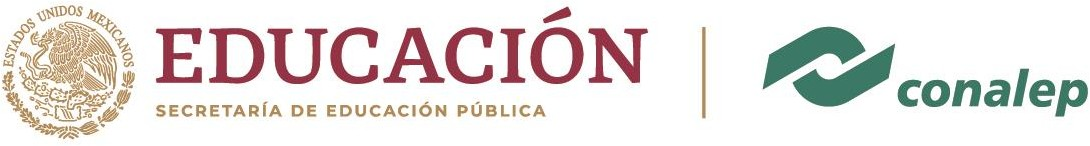 ESTADOS UNIDOS MEXICANOS
EDUCACIÓN
SECRETARÍA DE EDUCACIÓN PÚBLICA
conalep